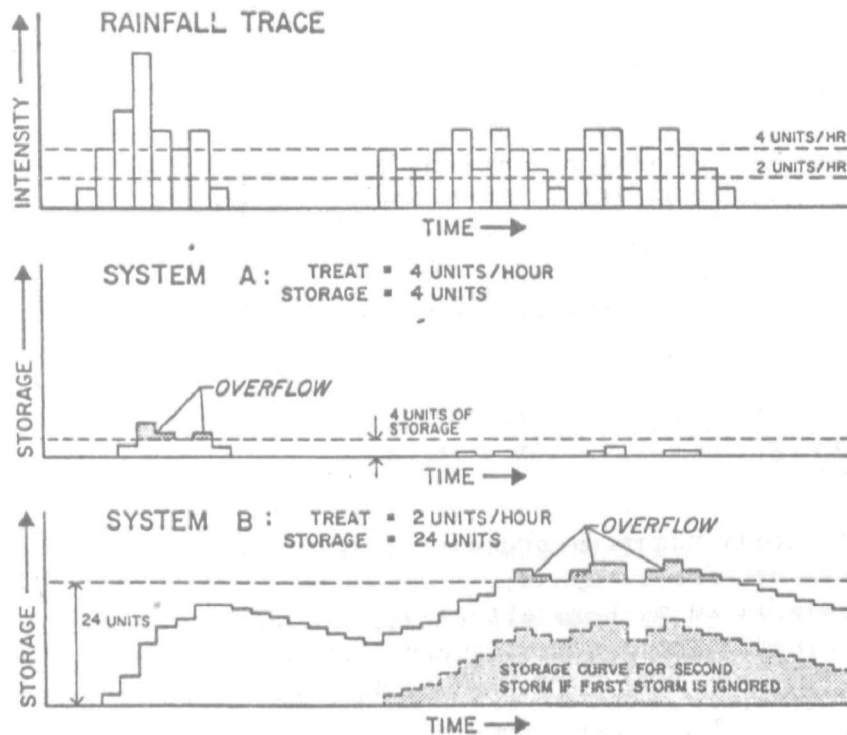 RAINFALL TRACE
INTENSITY
4 UNITS/HR
2 UNITS/HR
TIME
SYSTEM A: TREAT = 4 UNITS/HOUR
STORAGE = 4 UNITS
STORAGE
OVERFLOW
4 UNITS OF
STORAGE
TIME
SYSTEM B: TREAT = 2 UNITS/HOUR
STORAGE = 24 UNITS
OVERFLOW
24 UNITS
STORAGE
STORAGE CURVE FOR SECOND
STORM IF FIRST STORM IS IGNORED
TIME